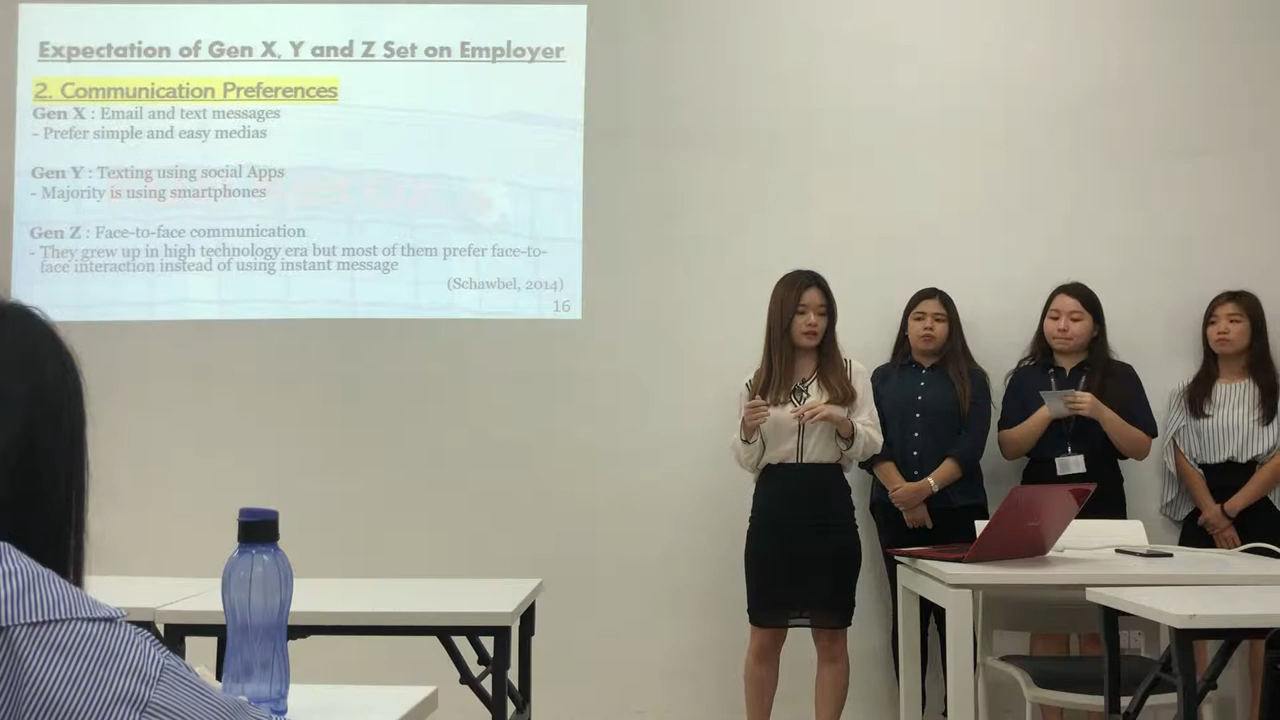 Expectation of Gen X, Y and Z Set on Employer
2. Communication Preferences
Gen X : Email and text messages
- Prefer simple and easy medias
Gen Y : Texting using social Apps
- Majority is using smartphones
Gen Z : Face-to-face communication
- They grew up in high technology era but most of them prefer face-to-
face interaction instead of using instant message
(Schawbel, 2014)
16